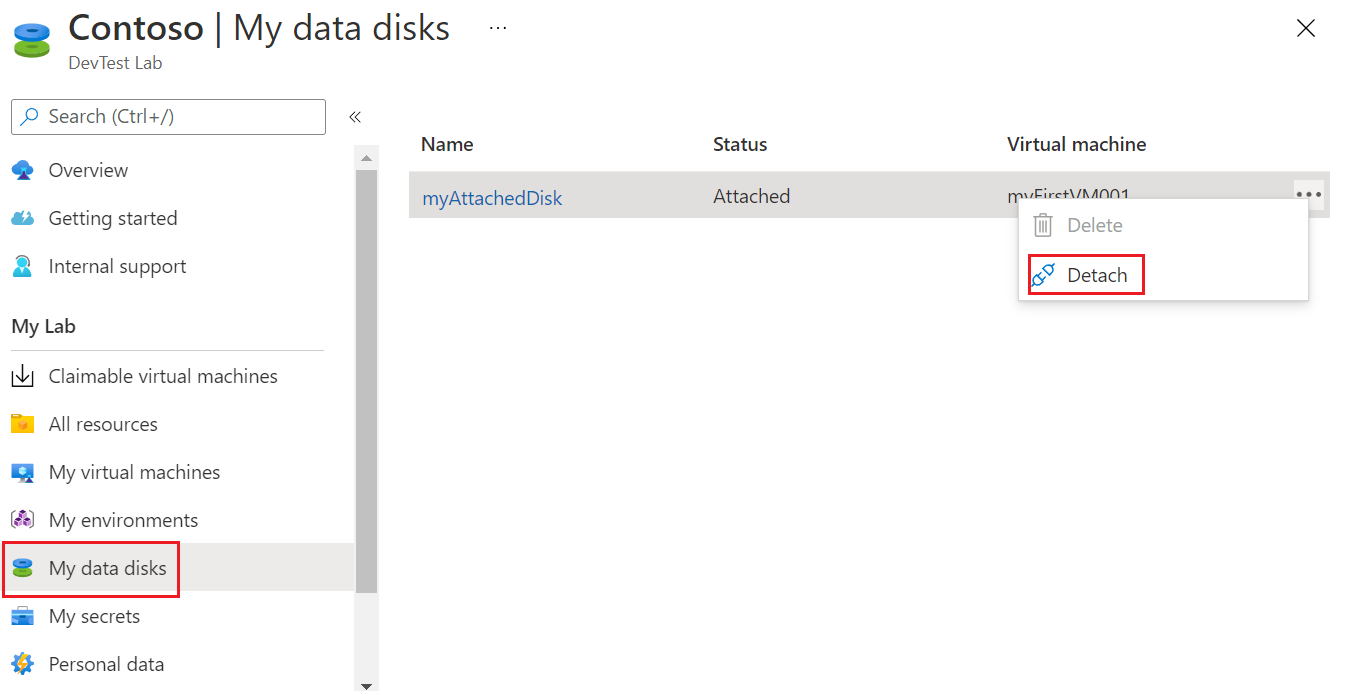 Contoso | My data disks ...
DevTest Lab
Search (Ctrl+/)
Overview
Getting started
Internal support
My Lab
Claimable virtual machines
All resources
My virtual machines
My environments
My data disks
My secrets
Personal data
Name Status Virtual machine
myAttachedDisk Attached myFirstVM001
Delete
Detach